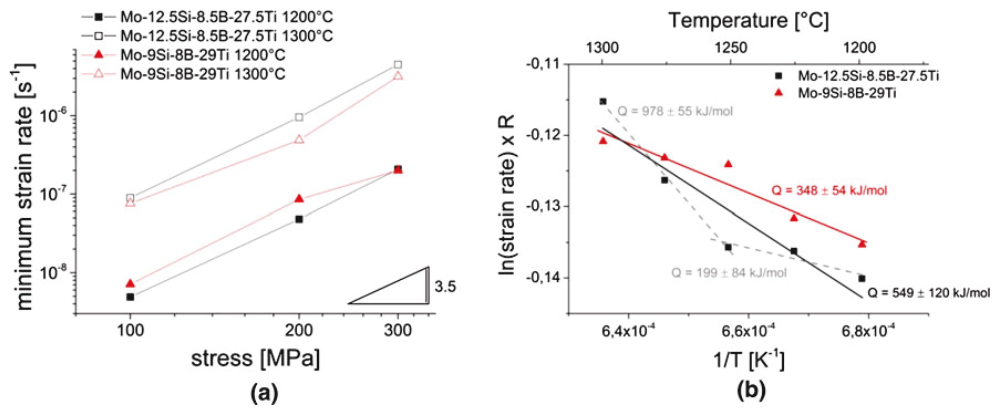 Mo-12.5Si-8.5B-27.5Ti 1200°C
Mo-12.5Si-8.5B-27.5Ti 1300°C
Mo-9Si-8B-29Ti 1200°C
Mo-9Si-8B-29Ti 1300°C
minimum strain rate [s⁻¹]
10⁻⁶
10⁻⁷
10⁻⁸
3.5
100
200
300
stress [MPa]
(a)
Temperature [°C]
1300
1250
1200
-0,11
-0,12
-0,13
-0,14
ln(strain rate) x R
Mo-12.5Si-8.5B-27.5Ti
Mo-9Si-8B-29Ti
Q = 978 ± 55 kJ/mol
Q = 348 ± 54 kJ/mol
Q = 199 ± 84 kJ/mol
Q = 549 ± 120 kJ/mol
6,4x10⁻⁴
6,6x10⁻⁴
6,8x10⁻⁴
1/T [K⁻¹]
(b)